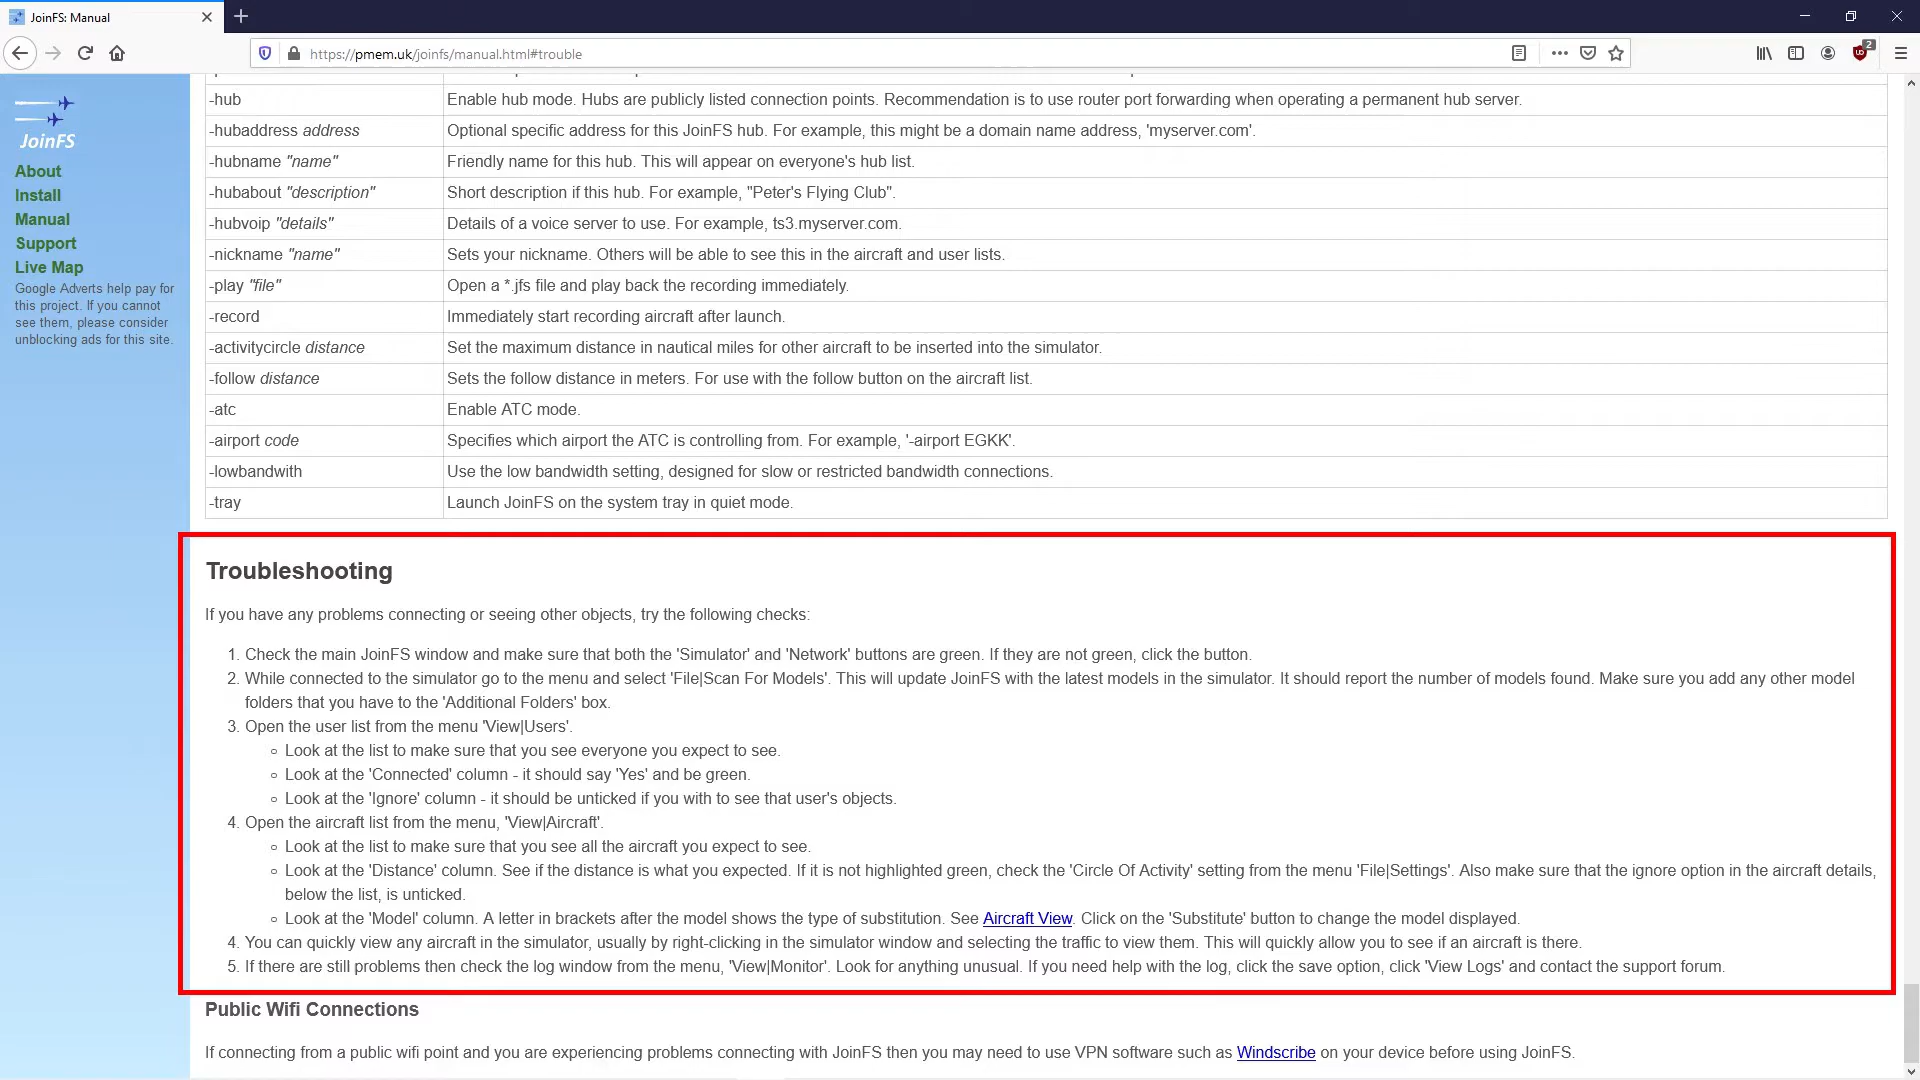 JoinFS: Manual
https://pmem.uk/joinfs/manual.html#trouble
2
JoinFS
About
Install
Manual
Support
Live Map
Google Adverts help pay for
this project. If you cannot
see them, please consider
unblocking ads for this site.
-hub Enable hub mode. Hubs are publicly listed connection points. Recommendation is to use router port forwarding when operating a permanent hub server.
-hubaddress address Optional specific address for this JoinFS hub. For example, this might be a domain name address, 'myserver.com'.
-hubname "name" Friendly name for this hub. This will appear on everyone's hub list.
-hubabout "description" Short description if this hub. For example, "Peter's Flying Club".
-hubvoip "details" Details of a voice server to use. For example, ts3.myserver.com.
-nickname "name" Sets your nickname. Others will be able to see this in the aircraft and user lists.
-play "file" Open a *.jfs file and play back the recording immediately.
-record Immediately start recording aircraft after launch.
-activitycircle distance Set the maximum distance in nautical miles for other aircraft to be inserted into the simulator.
-follow distance Sets the follow distance in meters. For use with the follow button on the aircraft list.
-atc Enable ATC mode.
-airport code Specifies which airport the ATC is controlling from. For example, '-airport EGKK'.
-lowbandwith Use the low bandwidth setting, designed for slow or restricted bandwidth connections.
-tray Launch JoinFS on the system tray in quiet mode.
Troubleshooting
If you have any problems connecting or seeing other objects, try the following checks:
1. Check the main JoinFS window and make sure that both the 'Simulator' and 'Network' buttons are green. If they are not green, click the button.
2. While connected to the simulator go to the menu and select 'File|Scan For Models'. This will update JoinFS with the latest models in the simulator. It should report the number of models found. Make sure you add any other model
folders that you have to the 'Additional Folders' box.
3. Open the user list from the menu 'View|Users'.
Look at the list to make sure that you see everyone you expect to see.
Look at the 'Connected' column - it should say 'Yes' and be green.
Look at the 'Ignore' column - it should be unticked if you with to see that user's objects.
4. Open the aircraft list from the menu, 'View|Aircraft'.
Look at the list to make sure that you see all the aircraft you expect to see.
Look at the 'Distance' column. See if the distance is what you expected. If it is not highlighted green, check the 'Circle Of Activity' setting from the menu 'File|Settings'. Also make sure that the ignore option in the aircraft details,
below the list, is unticked.
Look at the 'Model' column. A letter in brackets after the model shows the type of substitution. See Aircraft View. Click on the 'Substitute' button to change the model displayed.
4. You can quickly view any aircraft in the simulator, usually by right-clicking in the simulator window and selecting the traffic to view them. This will quickly allow you to see if an aircraft is there.
5. If there are still problems then check the log window from the menu, 'View|Monitor'. Look for anything unusual. If you need help with the log, click the save option, click 'View Logs' and contact the support forum.
Public Wifi Connections
If connecting from a public wifi point and you are experiencing problems connecting with JoinFS then you may need to use VPN software such as Windscribe on your device before using JoinFS.